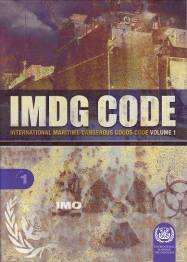 IMDG CODE
INTERNATIONAL MARITIME DANGEROUS GOODS CODE VOLUME 1
1
IMO